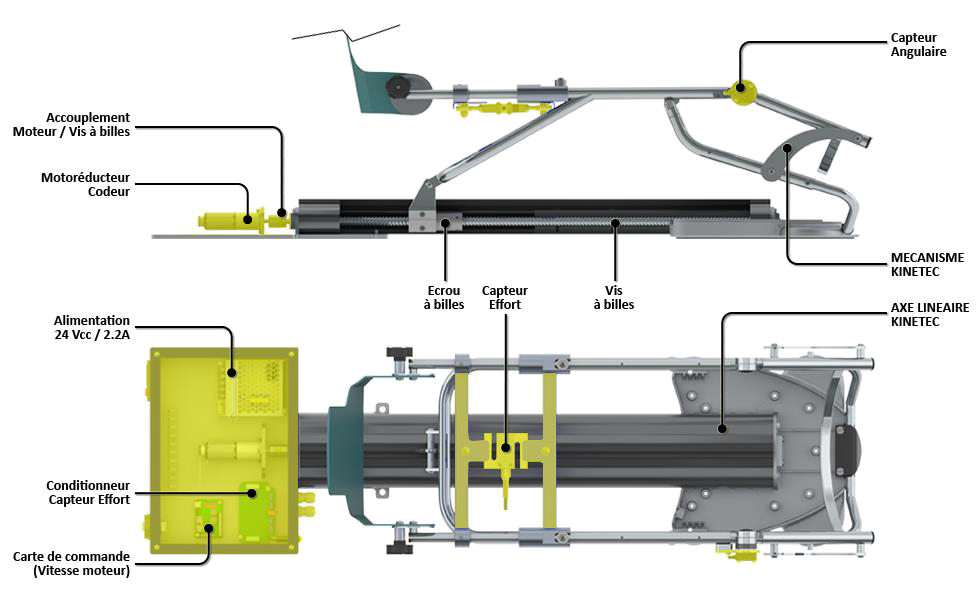 Capteur
Angulaire
Accouplement
Moteur / Vis à billes
Motoréducteur
Codeur
MECANISME
KINETEC
Ecrou
à billes
Capteur
Effort
Vis
à billes
AXE LINEAIRE
KINETEC
Alimentation
24 Vcc / 2.2A
Conditionneur
Capteur Effort
Carte de commande
(Vitesse moteur)